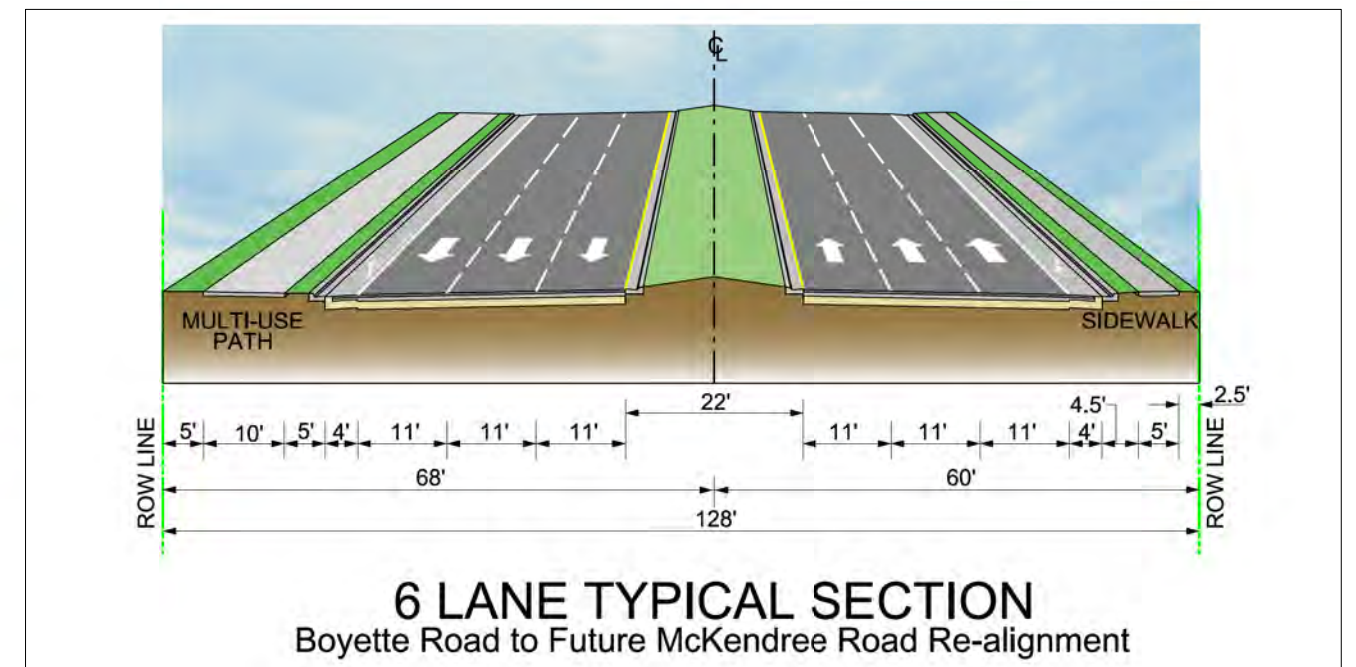 ℄
MULTI-USE
PATH
SIDEWALK
22'
4.5'
2.5'
5' 10' 5' 4' 11' 11' 11' 11' 11' 11' 4' 5'
68' 60'
128'
ROW LINE
ROW LINE
6 LANE TYPICAL SECTION
Boyette Road to Future McKendree Road Re-alignment